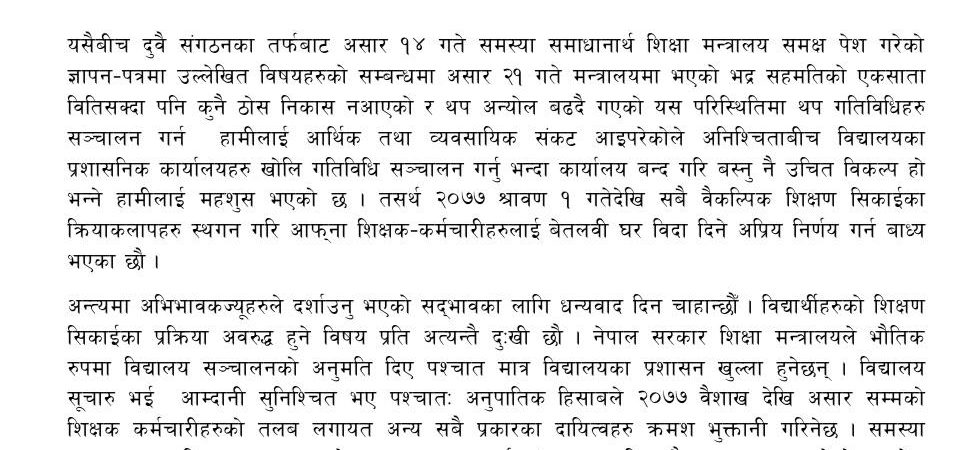 यसैबीच दुवै संगठनका तर्फबाट असार १४ गते समस्या समाधानार्थ शिक्षा मन्त्रालय समक्ष पेश गरेको
ज्ञापन-पत्रमा उल्लेखित विषयहरुको सम्बन्धमा असार २१ गते मन्त्रालयमा भएको भद्र सहमतिको एकसाता
वितिसक्दा पनि कुनै ठोस निकास नआएको र थप अन्योल बढदै गएको यस परिस्थितिमा थप गतिविधिहरु
सञ्चालन गर्न हामीलाई आर्थिक तथा व्यवसायिक संकट आइपरेकोले अनिश्चितताबीच विद्यालयका
प्रशासनिक कार्यालयहरु खोलि गतिविधि सञ्चालन गर्नु भन्दा कार्यालय बन्द गरि बस्नु नै उचित विकल्प हो
भन्ने हामीलाई महशुस भएको छ । तसर्थ २०७७ श्रावण १ गतेदेखि सबै वैकल्पिक शिक्षण सिकाईका
क्रियाकलापहरु स्थगन गरि आफ्‌ना शिक्षक-कर्मचारीहरुलाई बेतलवी घर विदा दिने अप्रिय निर्णय गर्न बाध्य
भएका छौ ।
अन्त्यमा अभिभावकज्यूहरुले दर्शाउनु भएको सद्‌भावका लागि धन्यवाद दिन चाहान्छौँ । विद्यार्थीहरुको शिक्षण
सिकाईका प्रक्रिया अवरुद्ध हुने विषय प्रति अत्यन्तै दुःखी छौ । नेपाल सरकार शिक्षा मन्त्रालयले भौतिक
रुपमा विद्यालय सञ्चालनको अनुमति दिए पश्चात मात्र विद्यालयका प्रशासन खुल्ला हुनेछन् । विद्यालय
सूचारु भई आम्दानी सुनिश्चित भए पश्चातः अनुपातिक हिसाबले २०७७ वैशाख देखि असार सम्मको
शिक्षक कर्मचारीहरुको तलब लगायत अन्य सबै प्रकारका दायित्वहरु क्रमश भुक्तानी गरिनेछ । समस्या